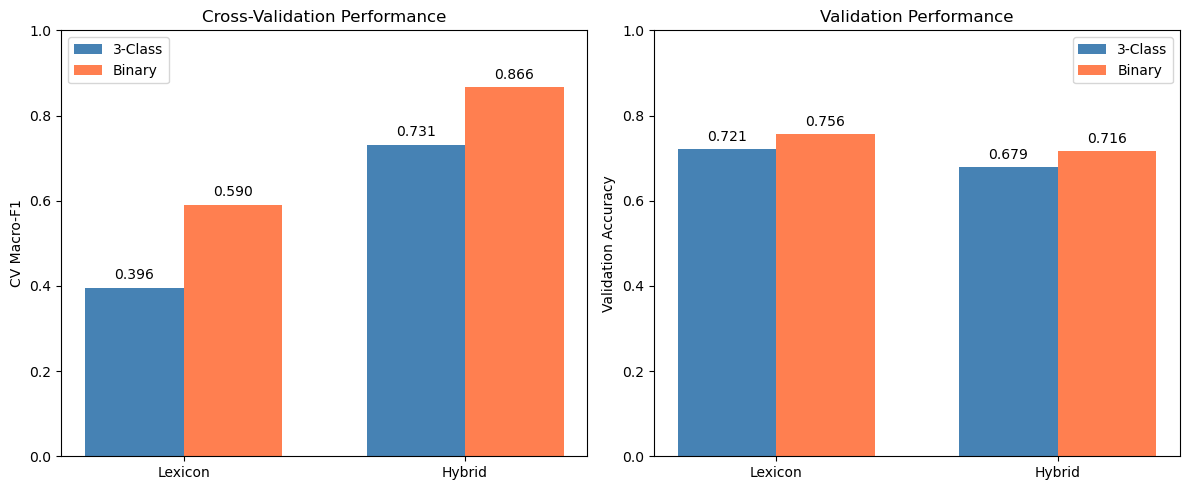 Cross-Validation Performance
CV Macro-F1
1.0
0.8
0.6
0.4
0.2
0.0
3-Class
Binary
0.396
0.590
0.731
0.866
Lexicon
Hybrid
Validation Performance
Validation Accuracy
1.0
0.8
0.6
0.4
0.2
0.0
3-Class
Binary
0.721
0.756
0.679
0.716
Lexicon
Hybrid